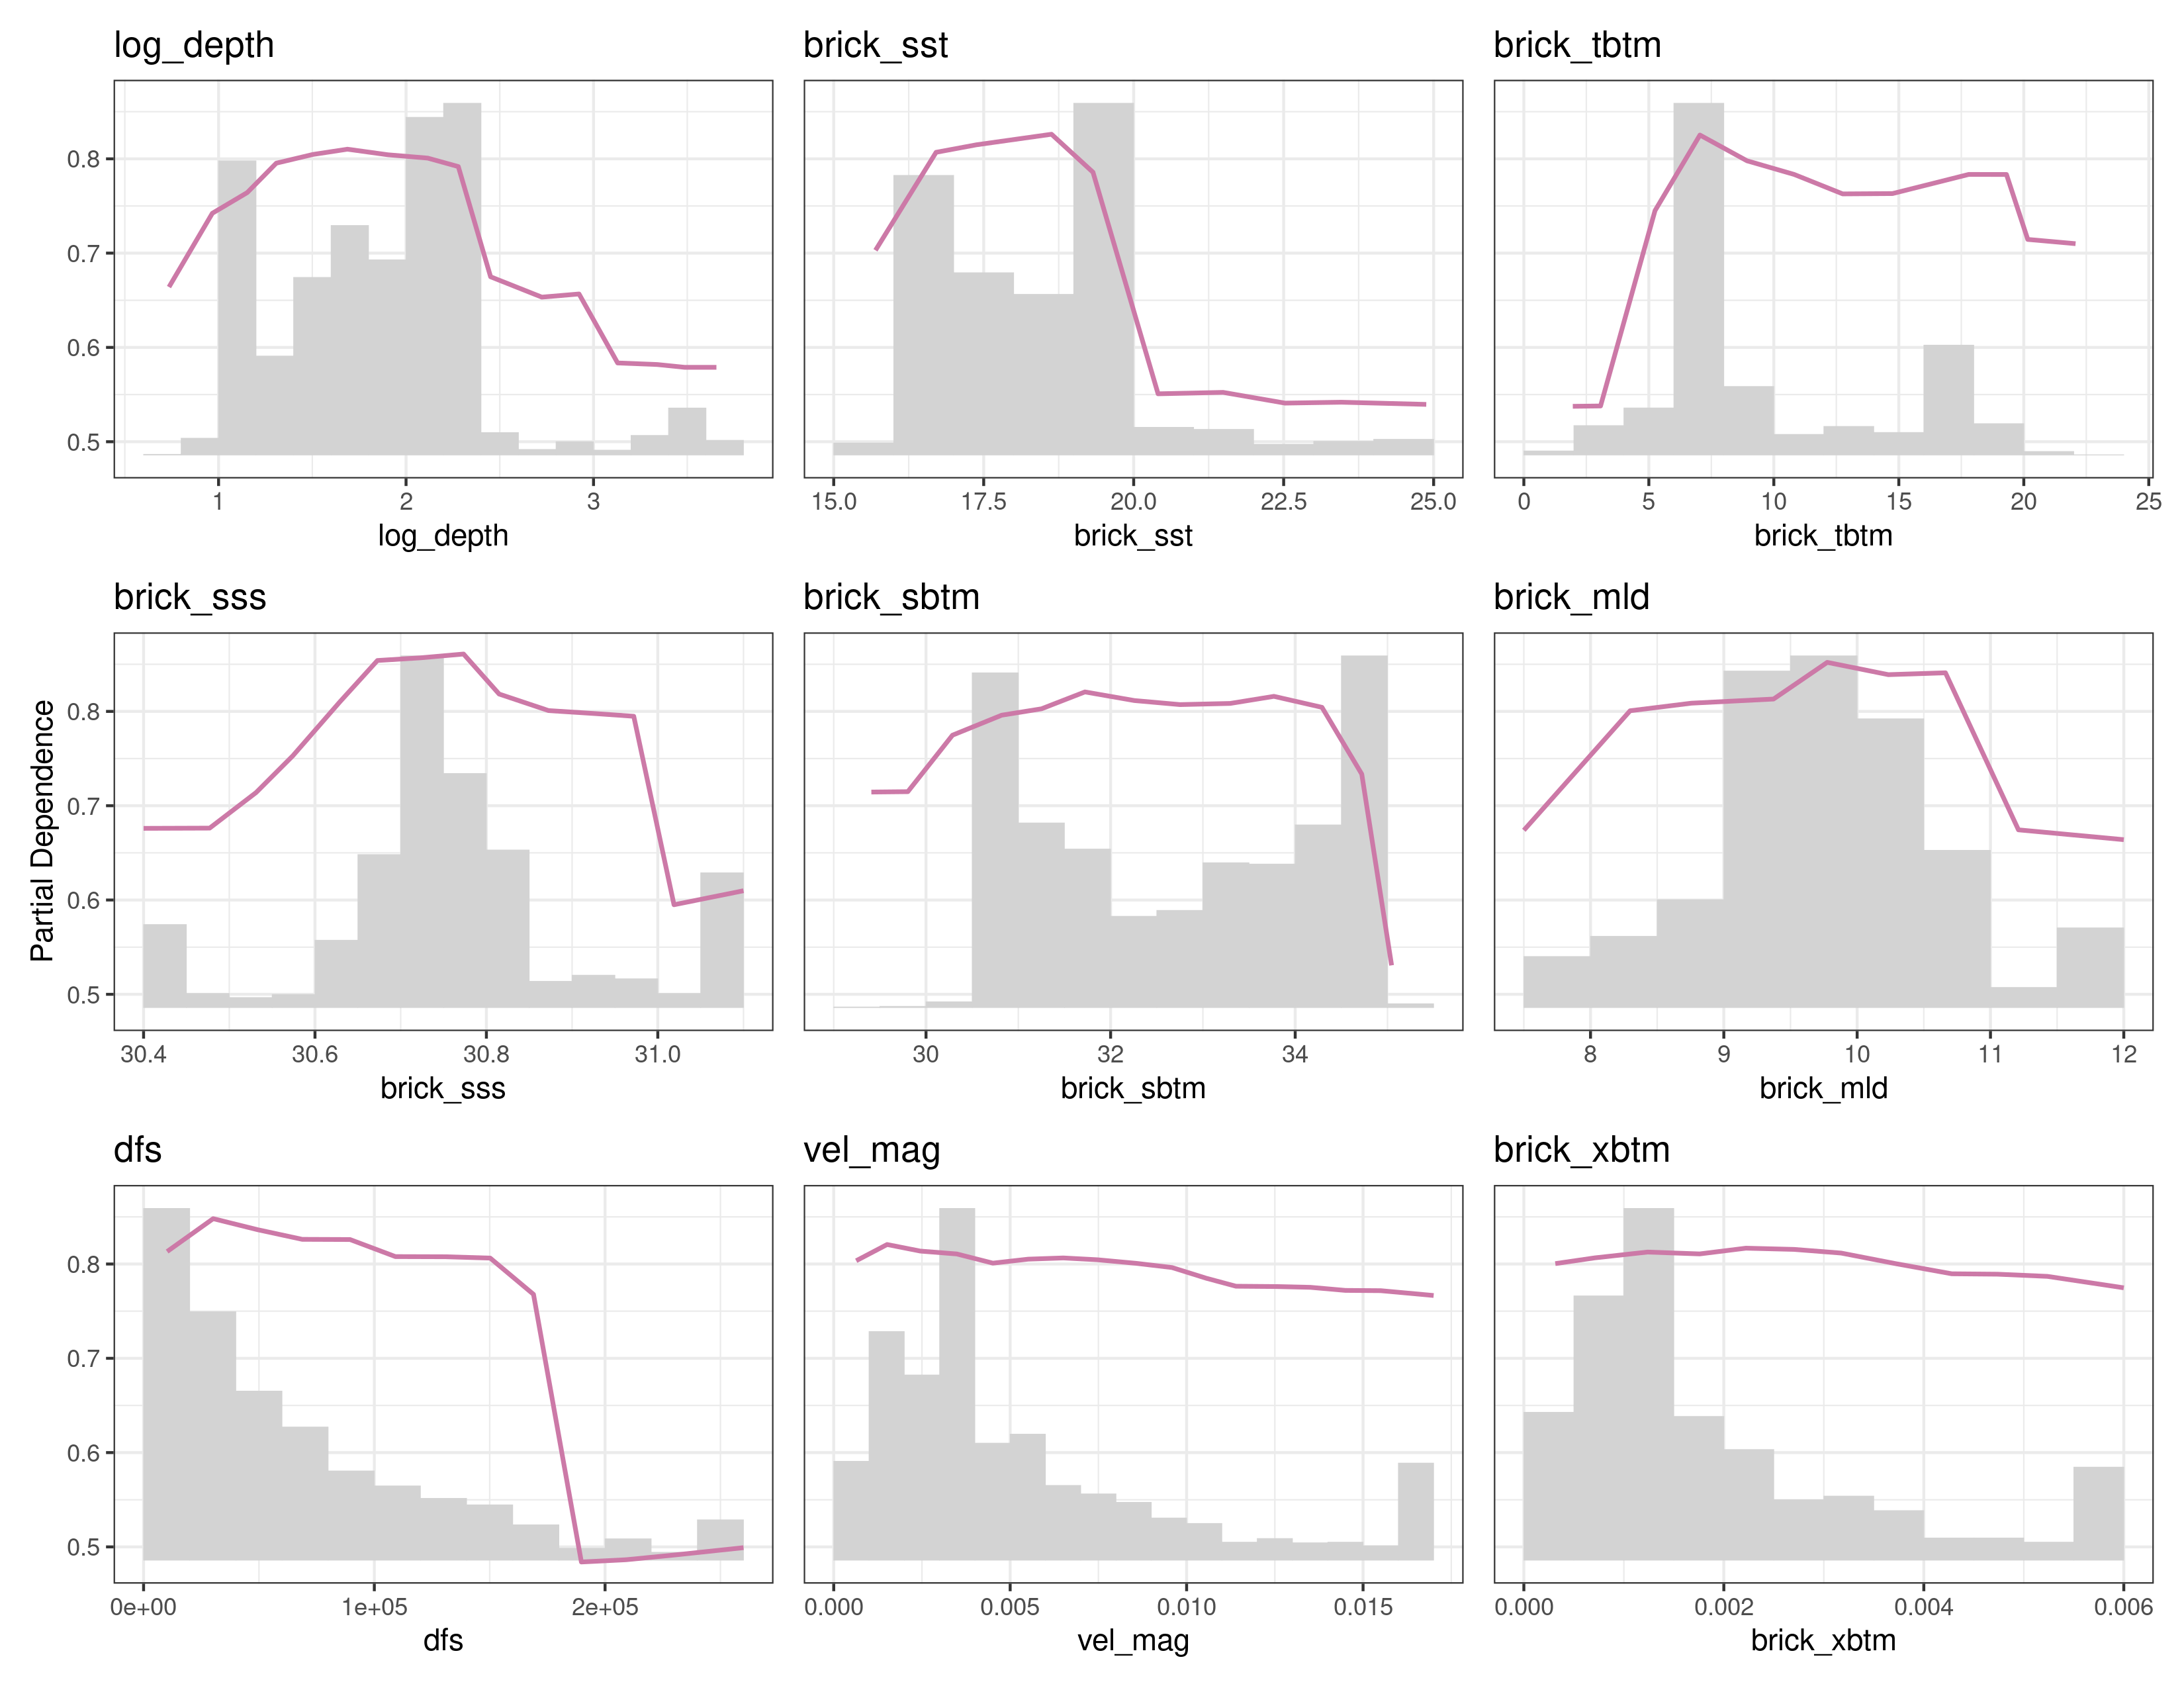 log_depth brick_sst brick_tbtm
0.8
0.7
0.6
0.5
1 2 3 15.0 17.5 20.0 22.5 25.0 0 5 10 15 20 25
log_depth brick_sst brick_tbtm
brick_sss brick_sbtm brick_mld
Partial Dependence
0.8
0.7
0.6
0.5
30.4 30.6 30.8 31.0 30 32 34 8 9 10 11 12
brick_sss brick_sbtm brick_mld
dfs vel_mag brick_xbtm
0.8
0.7
0.6
0.5
0e+00 1e+05 2e+05 0.000 0.005 0.010 0.015 0.000 0.002 0.004 0.006
dfs vel_mag brick_xbtm